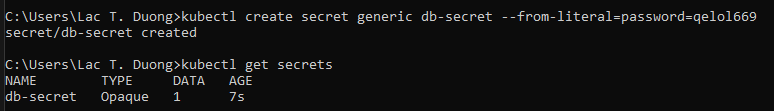 C:\Users\Lac T. Duong>kubectl create secret generic db-secret --from-literal=password=qelol669
secret/db-secret created
C:\Users\Lac T. Duong>kubectl get secrets
NAME TYPE DATA AGE
db-secret Opaque 1 7s